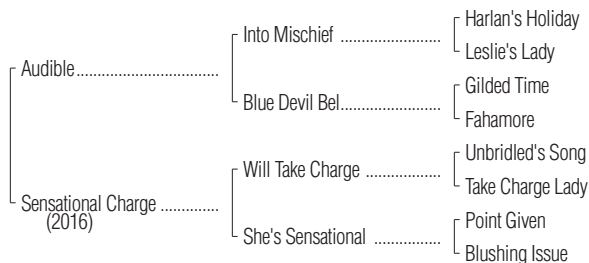 Harlan's Holiday
Into Mischief ........................
Leslie's Lady
Audible..................................
Gilded Time
Blue Devil Bel........................
Fahamore
Unbridled's Song
Will Take Charge ..................
Take Charge Lady
Sensational Charge ..............
(2016)
Point Given
She's Sensational ................
Blushing Issue